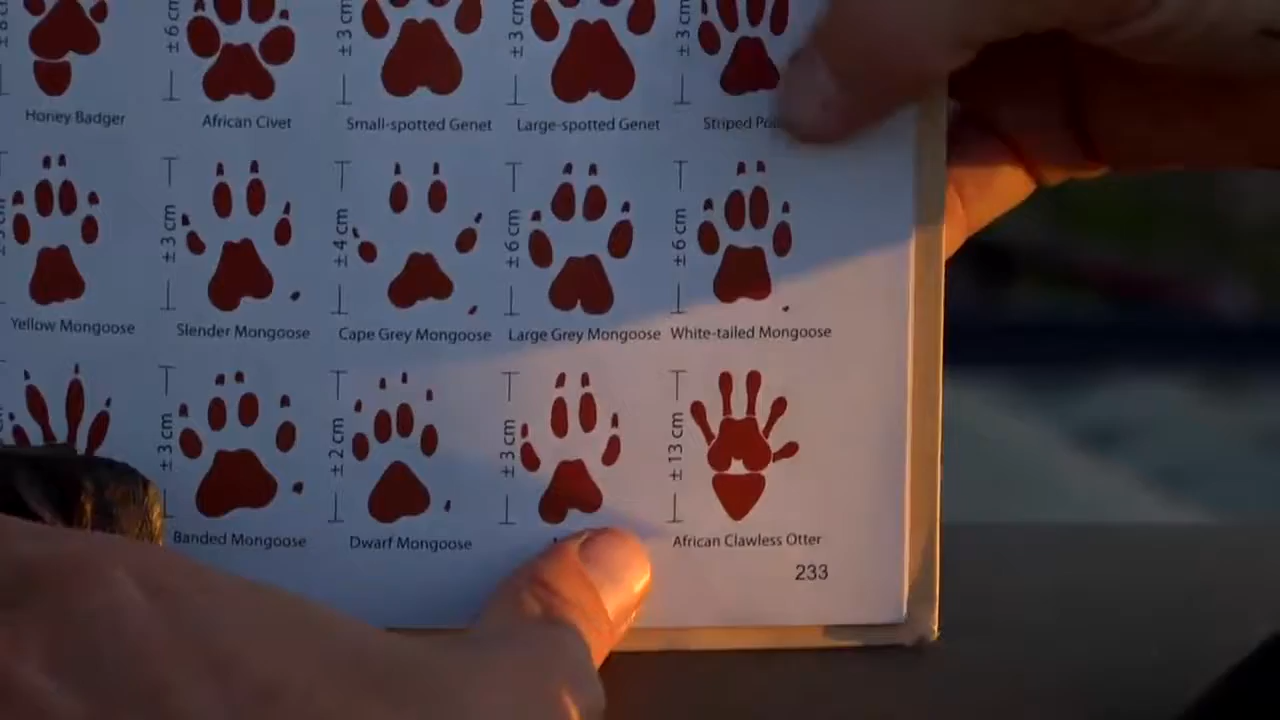 ± 6 cm
± 3 cm
± 3 cm
± 3 cm
Honey Badger
African Civet
Small-spotted Genet
Large-spotted Genet
Striped
± 3 cm
± 4 cm
± 6 cm
± 6 cm
Yellow Mongoose
Slender Mongoose
Cape Grey Mongoose
Large Grey Mongoose
White-tailed Mongoose
± 3 cm
± 2 cm
± 3 cm
± 13 cm
Banded Mongoose
Dwarf Mongoose
African Clawless Otter
233